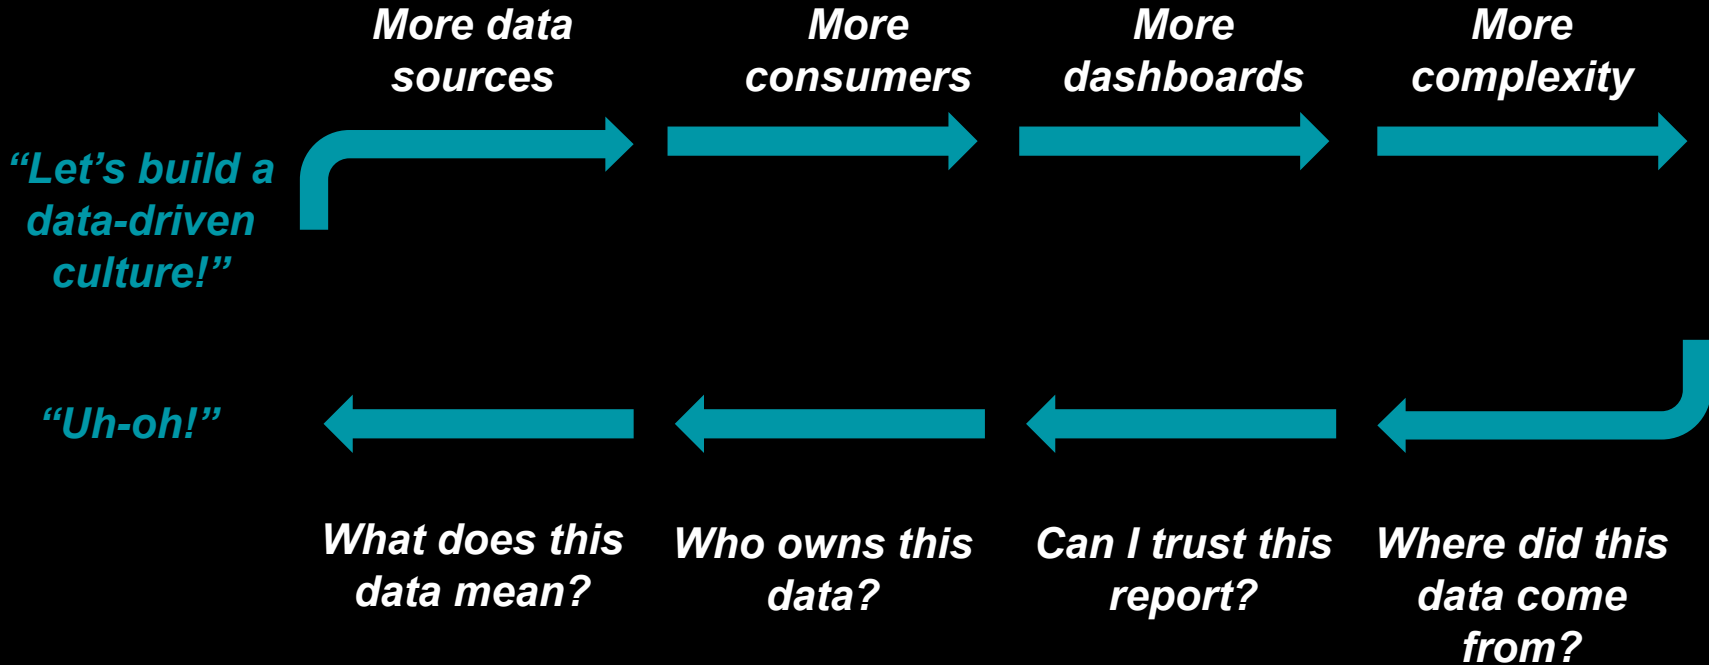 More data
sources
More
consumers
More
dashboards
More
complexity
“Let’s build a
data-driven
culture!”
“Uh-oh!”
What does this
data mean?
Who owns this
data?
Can I trust this
report?
Where did this
data come
from?